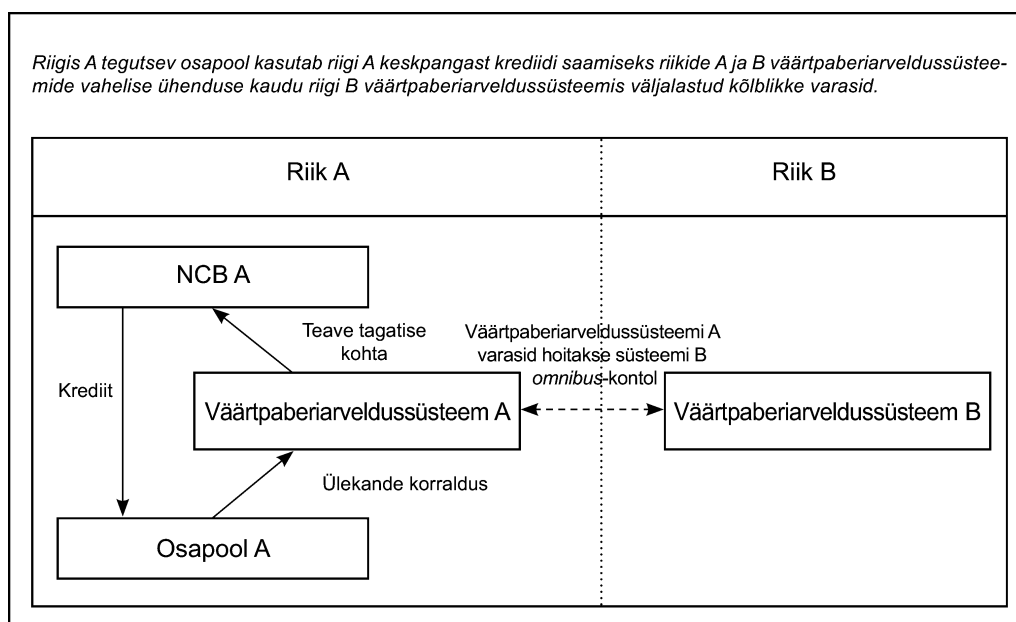 Riigis A tegutsev osapool kasutab riigi A keskpangast krediidi saamiseks riikide A ja B väärtpaberiarveldussüstee-
mide vahelise ühenduse kaudu riigi B väärtpaberiarveldussüsteemis väljalastud kõlblikke varasid.
Riik A
Riik B
NCB A
Teave tagatise
kohta
Väärtpaberiarveldussüsteemi A
varasid hoitakse süsteemi B
omnibus-kontol
Krediit
Väärtpaberiarveldussüsteem A
Väärtpaberiarveldussüsteem B
Ülekande korraldus
Osapool A